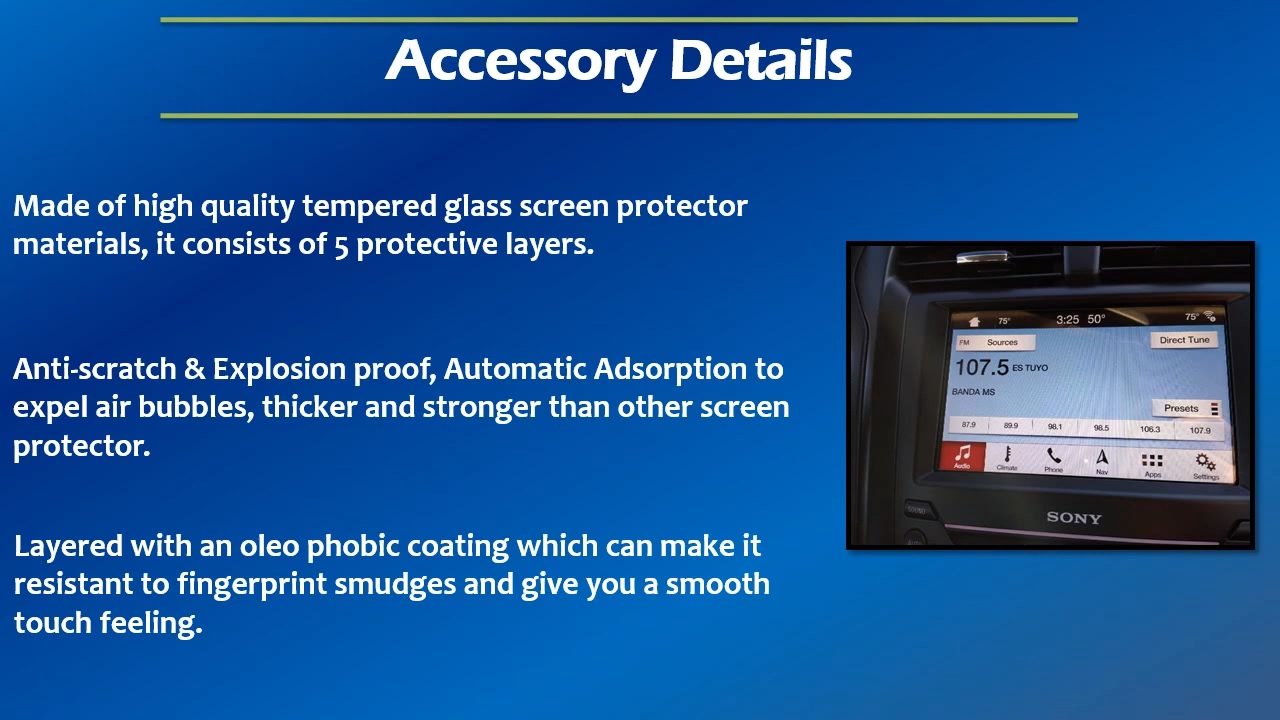 Accessory Details
Made of high quality tempered glass screen protector
materials, it consists of 5 protective layers.
Anti-scratch & Explosion proof, Automatic Adsorption to
expel air bubbles, thicker and stronger than other screen
protector.
Layered with an oleo phobic coating which can make it
resistant to fingerprint smudges and give you a smooth
touch feeling.
75° 3:25 50° 75°
FM Sources Direct Tune
107.5 ES TUYO
BANDA MS
Presets
87.9 89.9 98.1 98.5 106.3 107.9
Audio Climate Phone Nav Apps Settings
SOUND
SONY